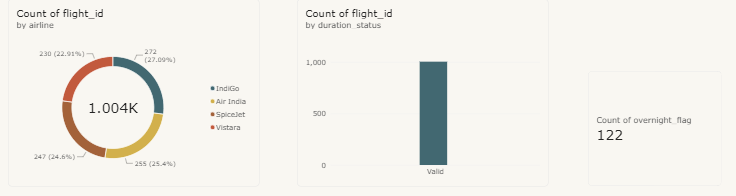 Count of flight_id
by airline
230 (22.91%)
272
(27.09%)
1.004K
IndiGo
Air India
SpiceJet
Vistara
247 (24.6%)
255 (25.4%)
Count of flight_id
by duration_status
1,000
500
0
Valid
Count of overnight_flag
122